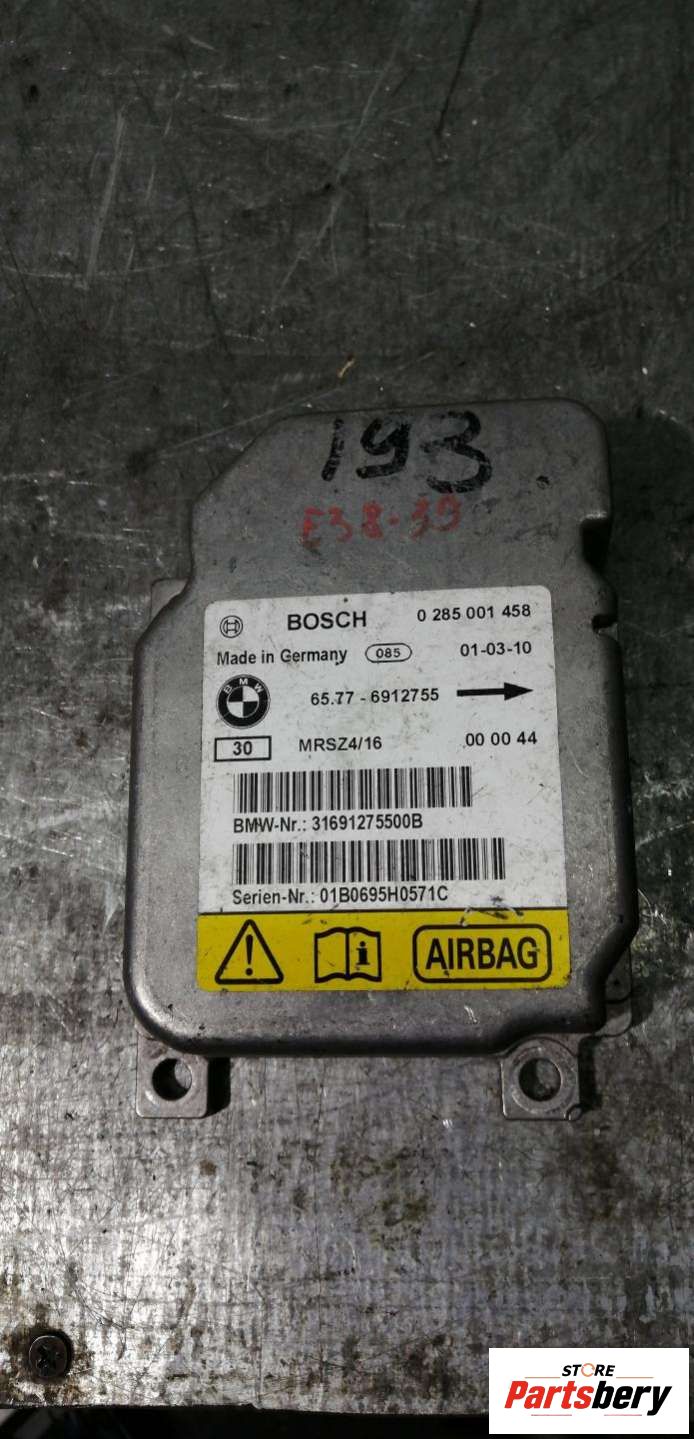 193
E38-39
BOSCH 0 285 001 458
Made in Germany 085 01-03-10
BMW 65.77 - 6912755
30 MRSZ4/16 00 00 44
BMW-Nr.: 31691275500B
Serien-Nr.: 01B0695H0571C
AIRBAG
STORE
Partsbery